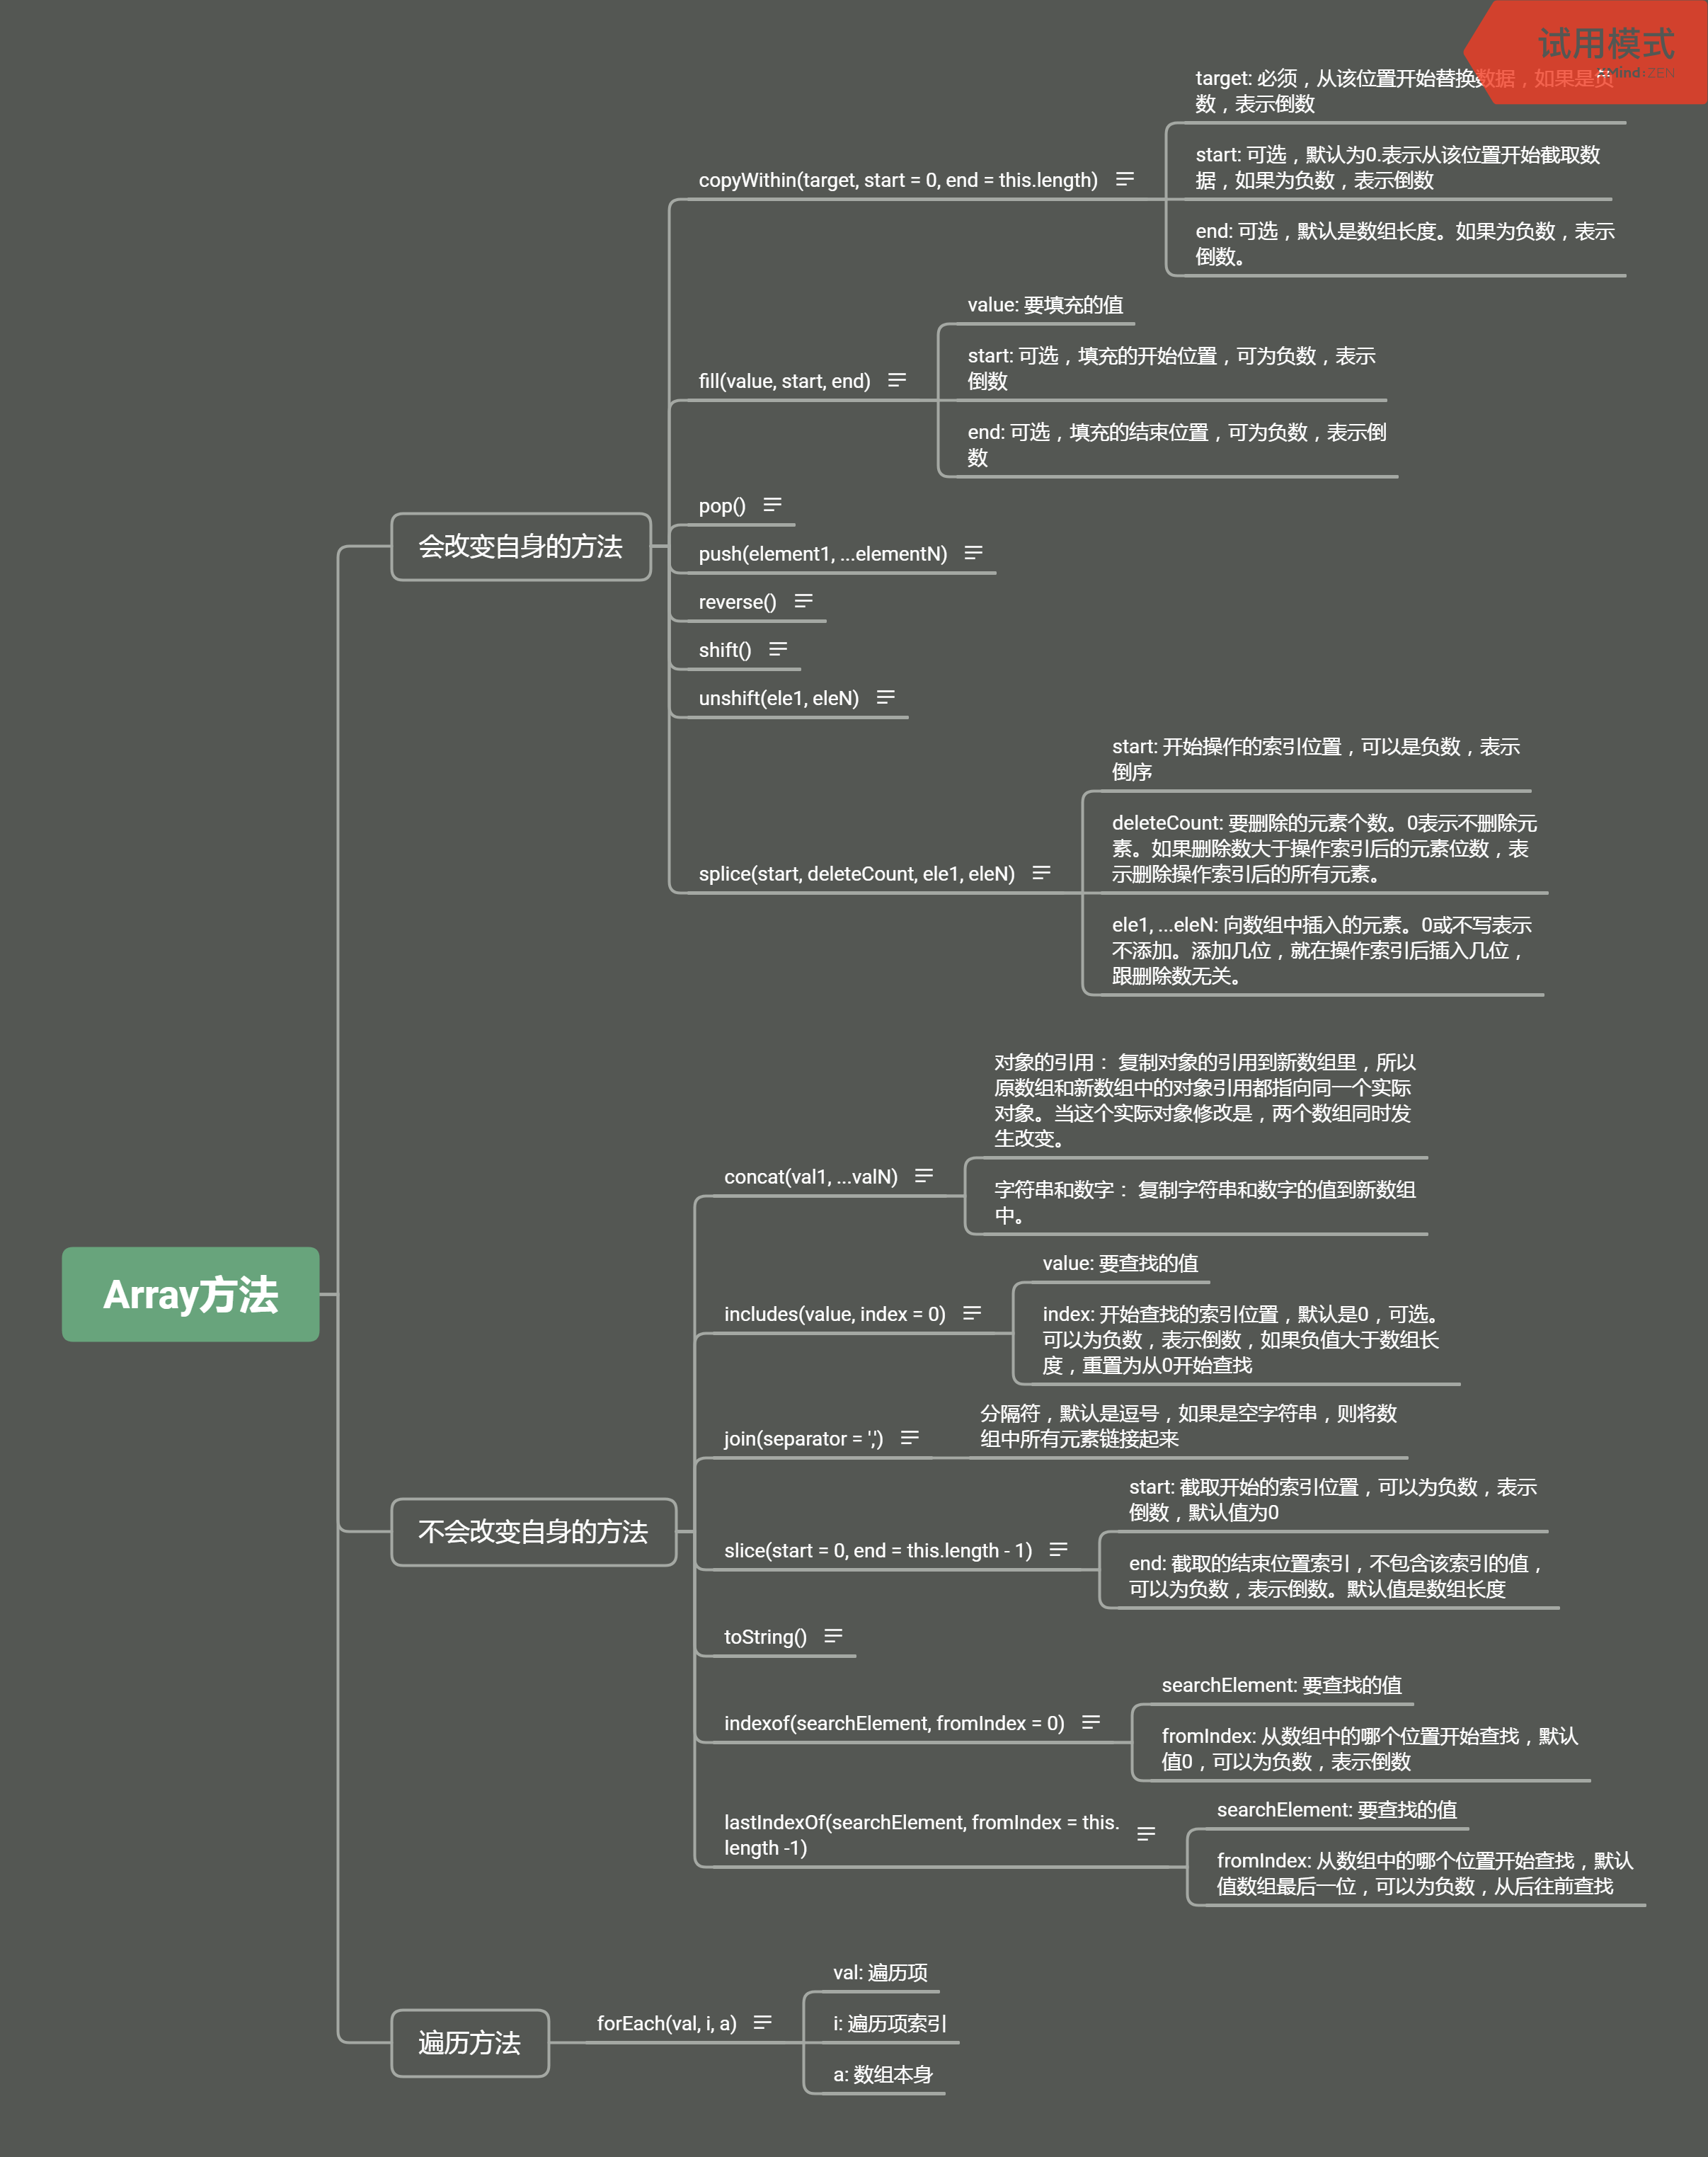 试用模式
XMind:ZEN
target: 必须，从该位置开始替换数据，如果是负
数，表示倒数
start: 可选，默认为0.表示从该位置开始截取数
据，如果为负数，表示倒数
copyWithin(target, start = 0, end = this.length)
end: 可选，默认是数组长度。如果为负数，表示
倒数。
value: 要填充的值
start: 可选，填充的开始位置，可为负数，表示
倒数
fill(value, start, end)
end: 可选，填充的结束位置，可为负数，表示倒
数
pop()
会改变自身的方法
push(element1, ...elementN)
reverse()
shift()
unshift(ele1, eleN)
start: 开始操作的索引位置，可以是负数，表示
倒序
deleteCount: 要删除的元素个数。0表示不删除元
素。如果删除数大于操作索引后的元素位数，表
示删除操作索引后的所有元素。
splice(start, deleteCount, ele1, eleN)
ele1, ...eleN: 向数组中插入的元素。0或不写表示
不添加。添加几位，就在操作索引后插入几位，
跟删除数无关。
对象的引用： 复制对象的引用到新数组里，所以
原数组和新数组中的对象引用都指向同一个实际
对象。当这个实际对象修改是，两个数组同时发
生改变。
concat(val1, ...valN)
字符串和数字： 复制字符串和数字的值到新数组
中。
Array方法
value: 要查找的值
includes(value, index = 0)
index: 开始查找的索引位置，默认是0，可选。
可以为负数，表示倒数，如果负值大于数组长
度，重置为从0开始查找
join(separator = ',')
分隔符，默认是逗号，如果是空字符串，则将数
组中所有元素链接起来
不会改变自身的方法
start: 截取开始的索引位置，可以为负数，表示
倒数，默认值为0
slice(start = 0, end = this.length - 1)
end: 截取的结束位置索引，不包含该索引的值，
可以为负数，表示倒数。默认值是数组长度
toString()
searchElement: 要查找的值
indexof(searchElement, fromIndex = 0)
fromIndex: 从数组中的哪个位置开始查找，默认
值0，可以为负数，表示倒数
searchElement: 要查找的值
lastIndexOf(searchElement, fromIndex = this.
length -1)
fromIndex: 从数组中的哪个位置开始查找，默认
值数组最后一位，可以为负数，从后往前查找
遍历方法
forEach(val, i, a)
val: 遍历项
i: 遍历项索引
a: 数组本身